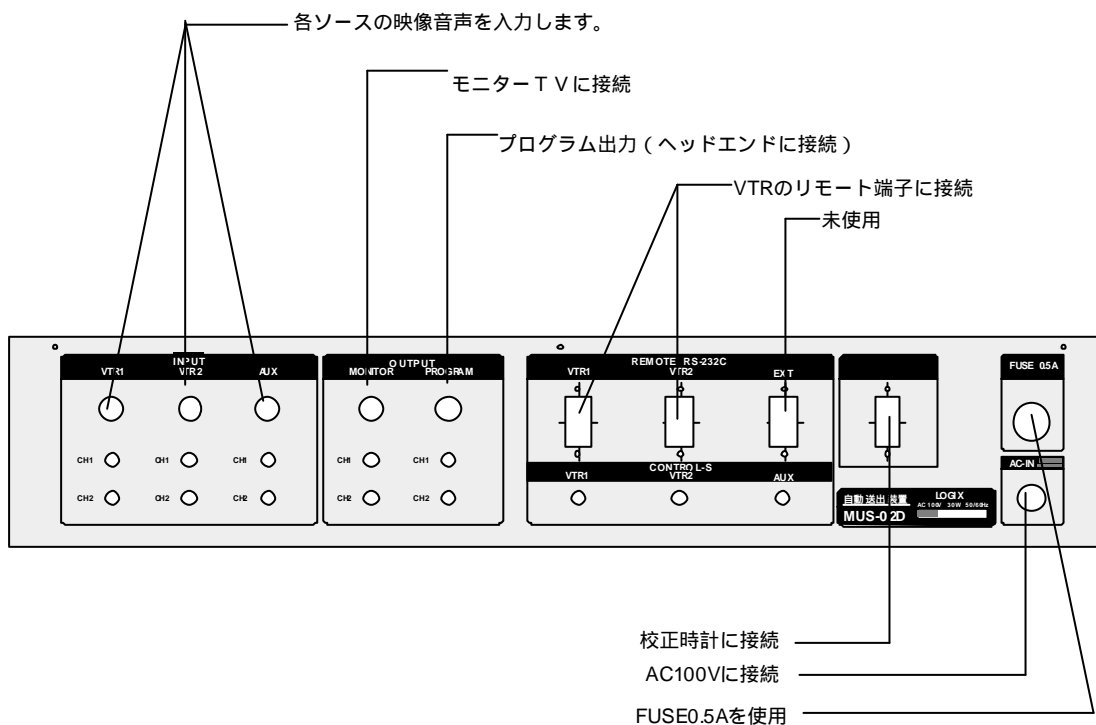 各ソースの映像音声を入力します。
モニターＴＶに接続
プログラム出力（ヘッドエンドに接続）
VTRのリモート端子に接続
未使用
INPUT
VTR1 VTR2 AUX
OUTPUT
MONITOR PROGRAM
REMOTE RS-232C
VTR1 VTR2 EXT
FUSE 0.5A
CH1 CH1 CH1 CH1 CH1
CH2 CH2 CH2 CH2 CH2
CONTROL-S
VTR1 VTR2 AUX
AC-IN
自動送出装置 LOGIX
AC 100V 30W 50/60Hz
MUS-02D
校正時計に接続
AC100Vに接続
FUSE0.5Aを使用